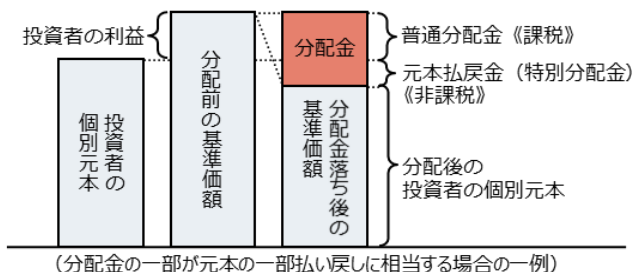 投資者の利益
投資者の
個別元本
分配前の基準価額
分配金
分配金落ち後の
基準価額
普通分配金《課税》
元本払戻金（特別分配金）
《非課税》
分配後の
投資者の個別元本
（分配金の一部が元本の一部払い戻しに相当する場合の一例）